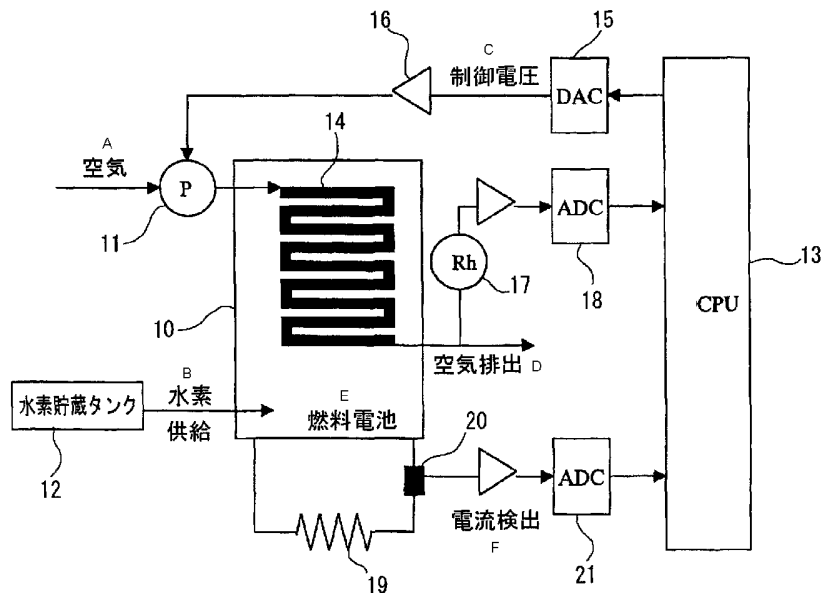 16
C
制御電圧
15
DAC
A
空気
P
11
14
Rh
17
ADC
18
13
CPU
10
空気排出 D
水素貯蔵タンク
12
B
水素
供給
E
燃料電池
20
ADC
21
電流検出
F
19